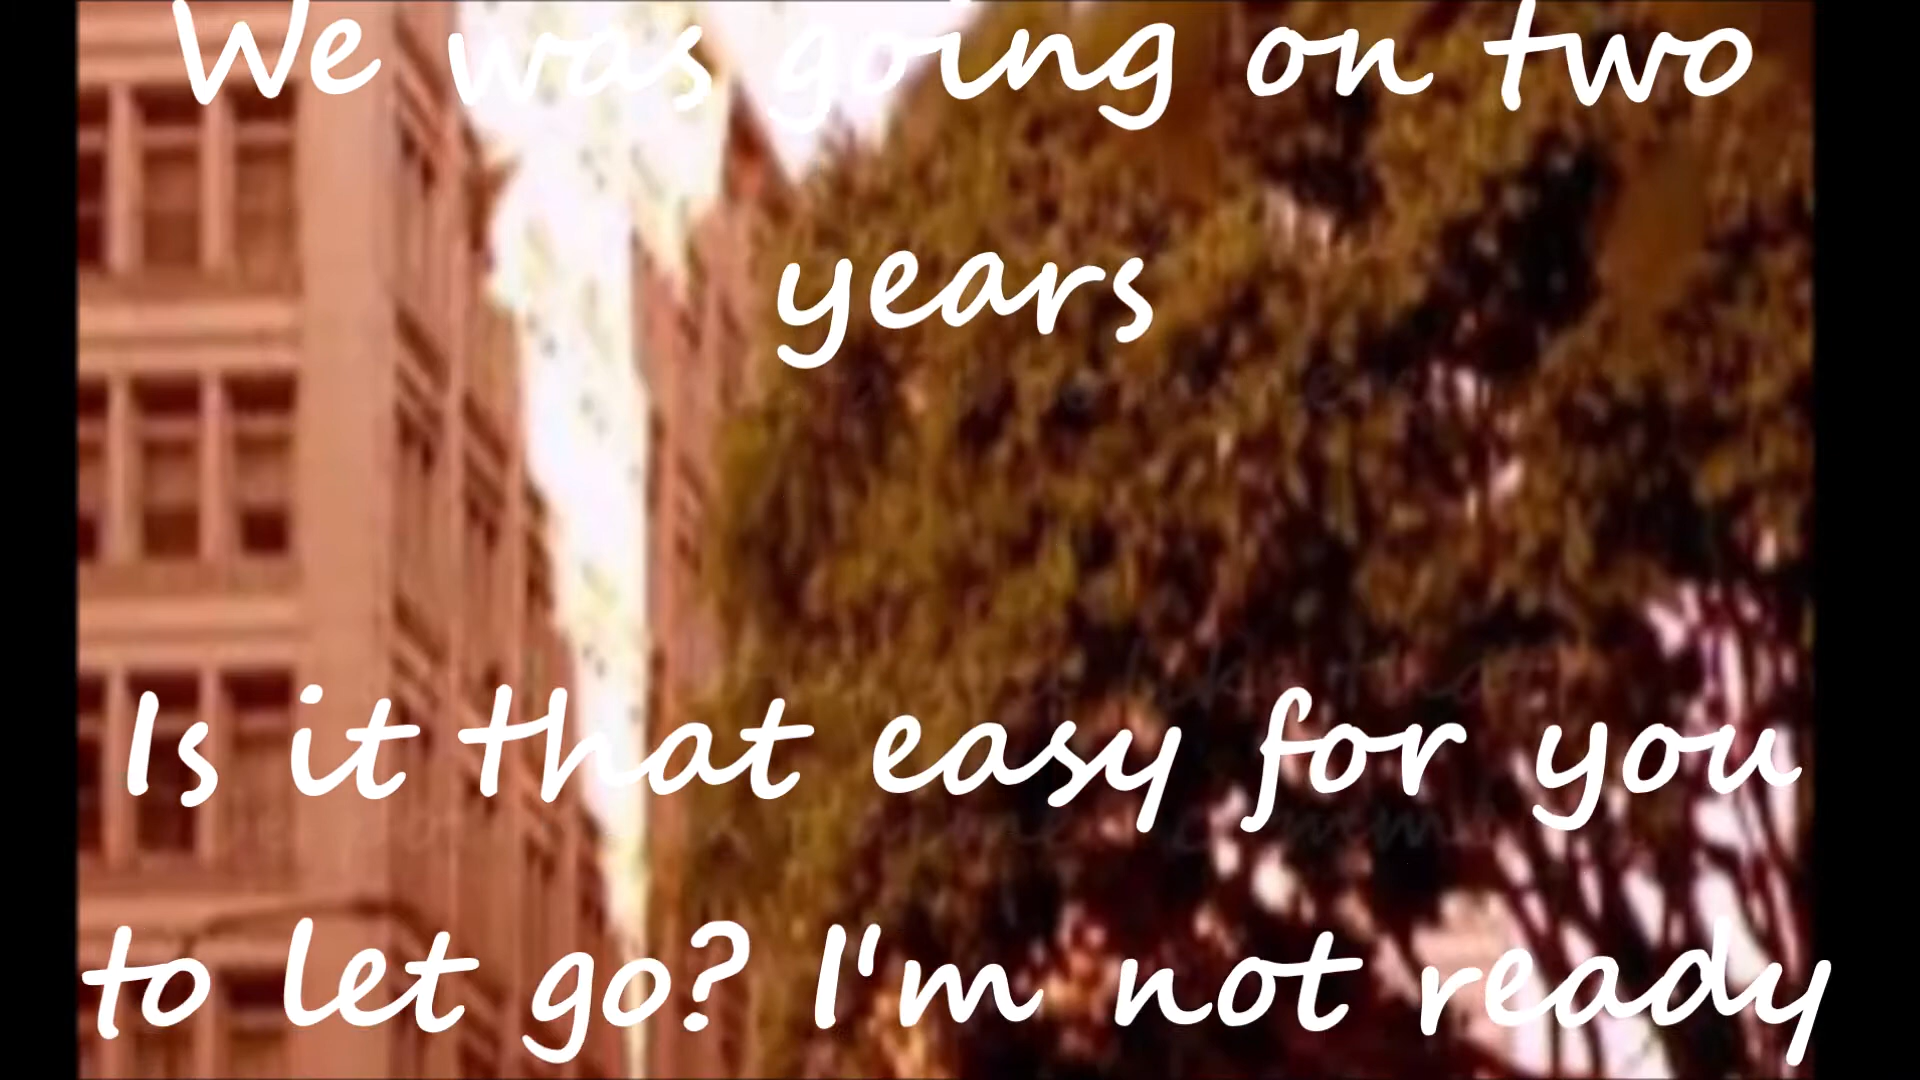 We was going on two
years
Is it that easy for you
to let go? I'm not ready